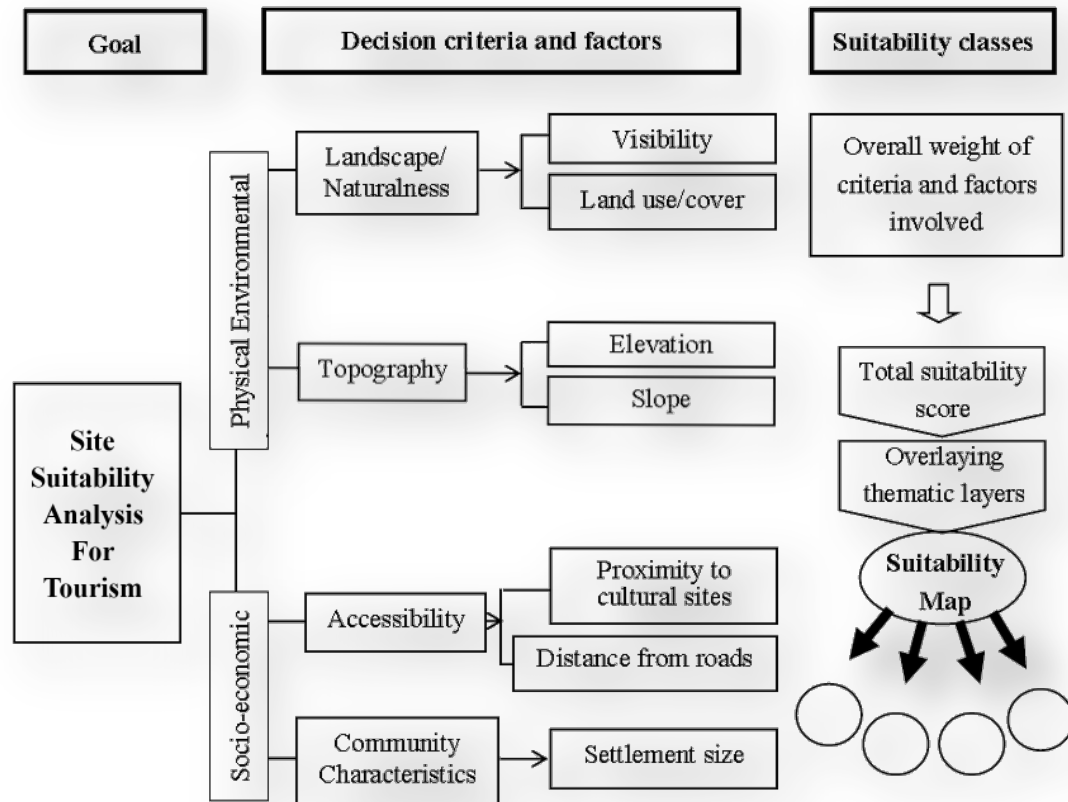 Goal
Decision criteria and factors
Suitability classes
Site
Suitability
Analysis
For
Tourism
Physical Environmental
Landscape/
Naturalness
Visibility
Land use/cover
Topography
Elevation
Slope
Socio-economic
Accessibility
Proximity to
cultural sites
Distance from roads
Community
Characteristics
Settlement size
Overall weight of
criteria and factors
involved
Total suitability
score
Overlaying
thematic layers
Suitability
Map